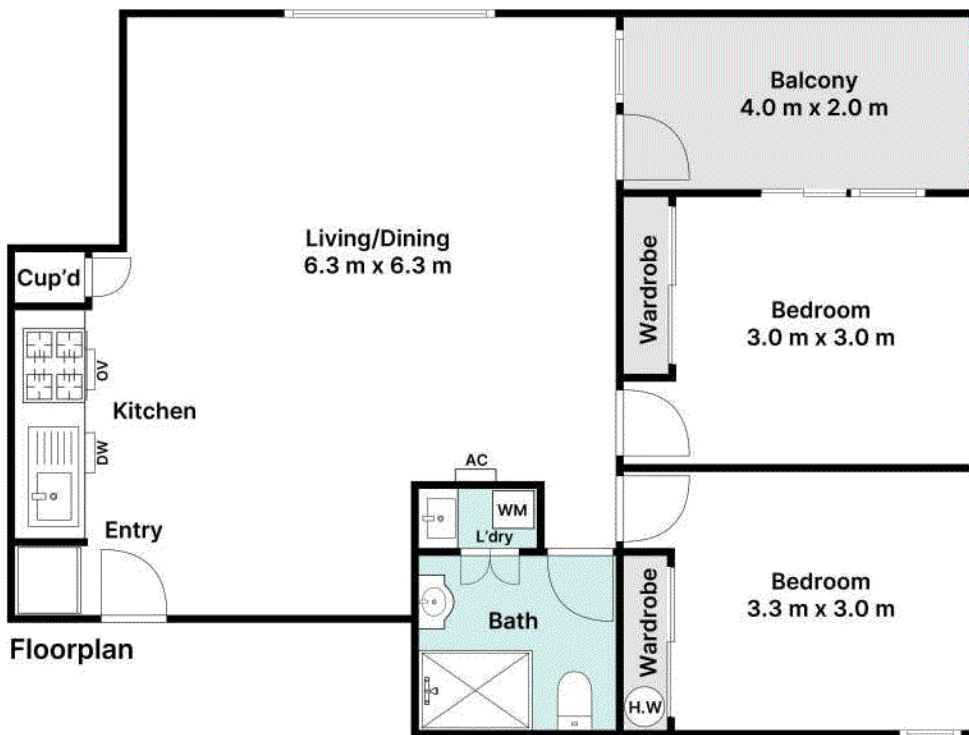 Balcony
4.0 m x 2.0 m
Living/Dining
6.3 m x 6.3 m
Cup'd
Wardrobe
Bedroom
3.0 m x 3.0 m
OV
Kitchen
DW
AC
WM
L'dry
Entry
Bath
Wardrobe
H.W
Bedroom
3.3 m x 3.0 m
Floorplan